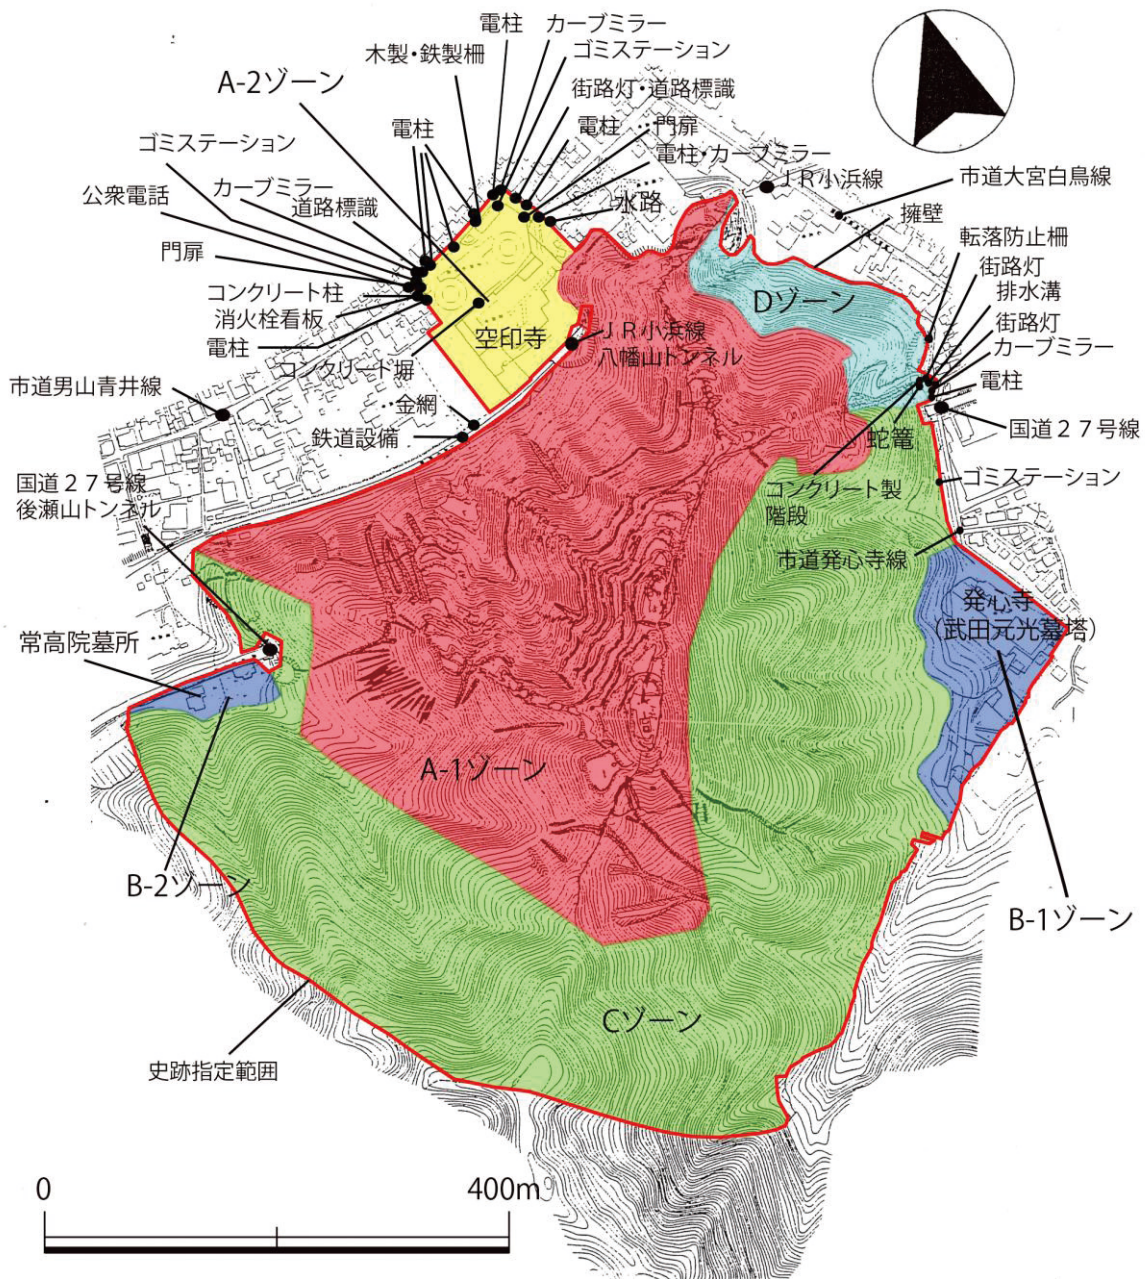 電柱
カーブミラー
木製・鉄製柵
ゴミステーション
A-2ゾーン
街路灯・道路標識
電柱
電柱
門扉
ゴミステーション
電柱・カーブミラー
カーブミラー
公衆電話
道路標識
水路
JR小浜線
市道大宮白鳥線
擁壁
門扉
転落防止柵
街路灯
コンクリート柱
Dゾーン
排水溝
消火栓看板
空印寺
JR小浜線
八幡山トンネル
街路灯
カーブミラー
電柱
コンクリート塀
電柱
市道男山青井線
金網
鉄道設備
国道27号線
蛇篭
国道27号線
後瀬山トンネル
コンクリート製
階段
ゴミステーション
市道発心寺線
発心寺
(武田元光墓塔)
常高院墓所
A-1ゾーン
B-2ゾーン
B-1ゾーン
Cゾーン
史跡指定範囲
0
400m